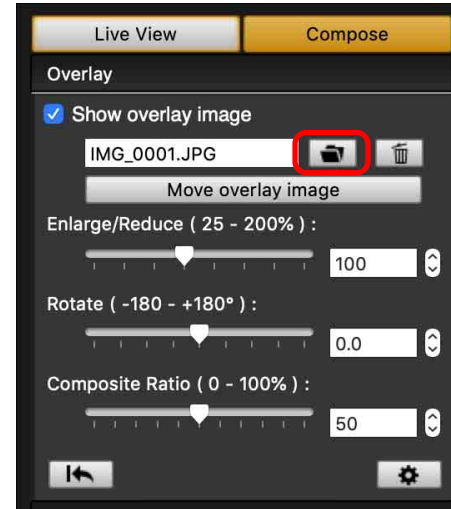 Live View Compose
Overlay
Show overlay image
IMG_0001.JPG
Move overlay image
Enlarge/Reduce ( 25 - 200% ) :
100
Rotate ( -180 - +180° ) :
0.0
Composite Ratio ( 0 - 100% ) :
50